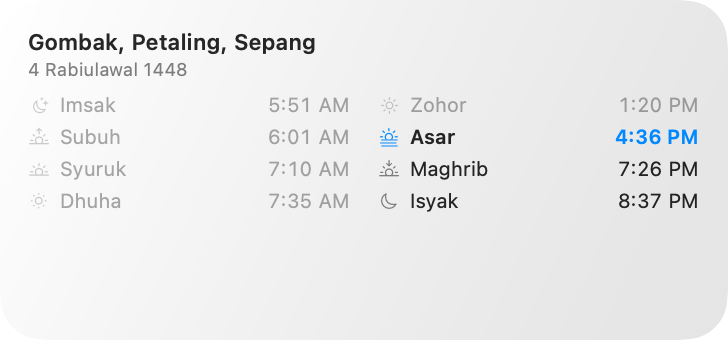 Gombak, Petaling, Sepang
4 Rabiulawal 1448
Imsak 5:51 AM
Subuh 6:01 AM
Syuruk 7:10 AM
Dhuha 7:35 AM
Zohor 1:20 PM
Asar 4:36 PM
Maghrib 7:26 PM
Isyak 8:37 PM